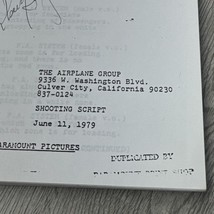 THE AIRPLANE GROUP
9336 W. Washington Blvd.
Culver City, California 90230
837-0124
SHOOTING SCRIPT
June 11, 1979
PARAMOUNT PICTURES
DUPLICATED BY